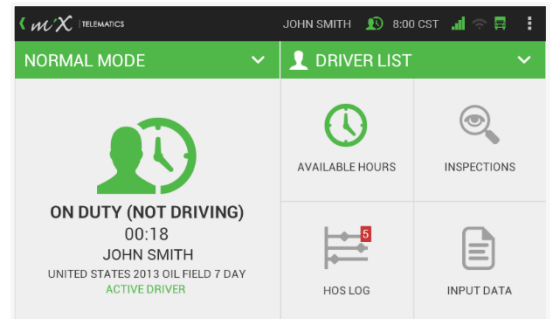 mix TELEMATICS
JOHN SMITH 8:00 CST
NORMAL MODE
DRIVER LIST
ON DUTY (NOT DRIVING)
00:18
JOHN SMITH
UNITED STATES 2013 OIL FIELD 7 DAY
ACTIVE DRIVER
AVAILABLE HOURS
INSPECTIONS
5
HOS LOG
INPUT DATA